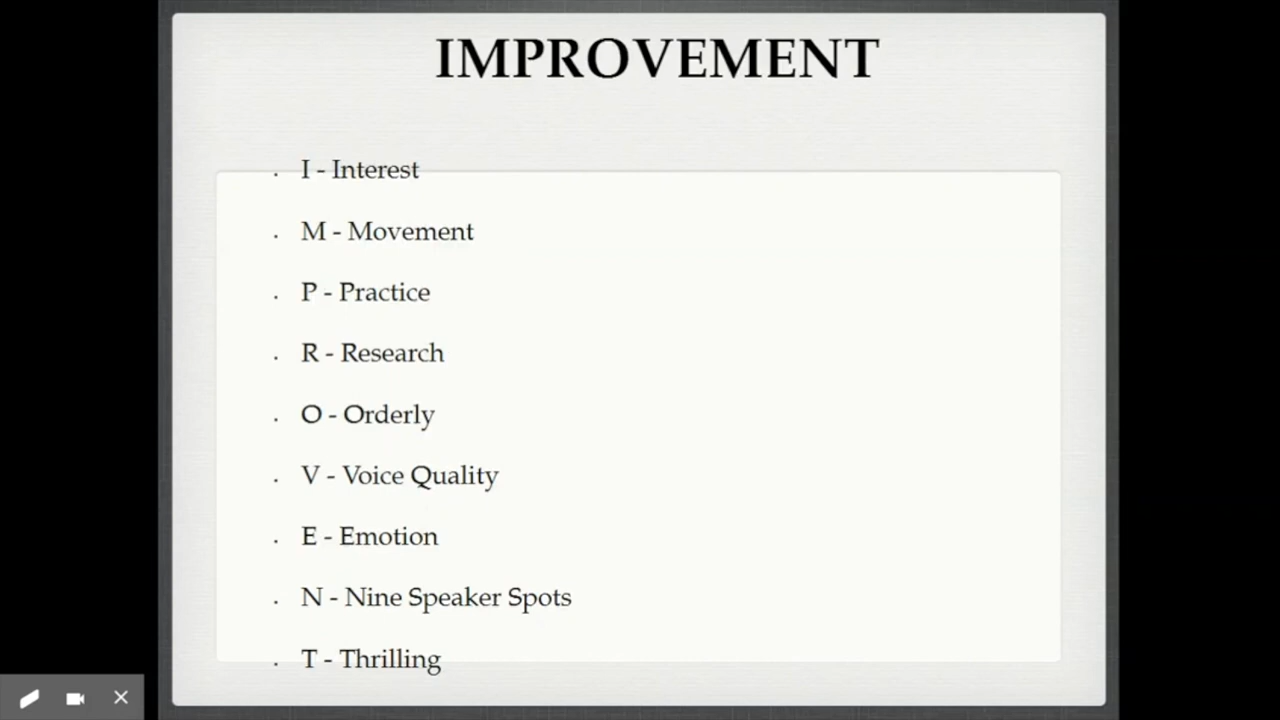 IMPROVEMENT
. I - Interest
. M - Movement
. P - Practice
. R - Research
. O - Orderly
. V - Voice Quality
. E - Emotion
. N - Nine Speaker Spots
. T - Thrilling